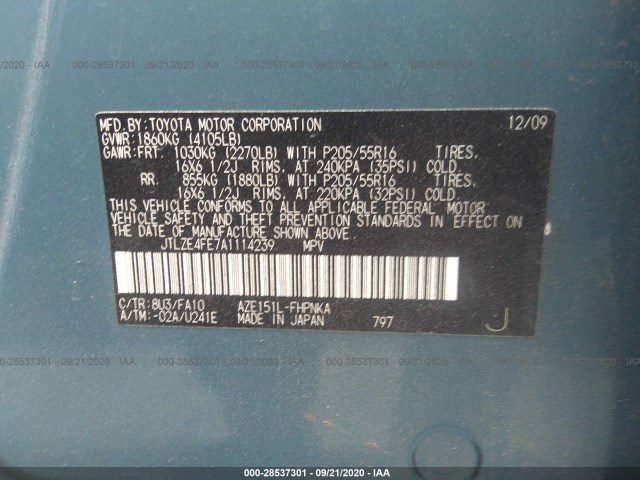 MFD.BY:TOYOTA MOTOR CORPORATION 12/09
GVWR:1860KG (4105LB)
GAWR:FRT 1030KG (2270LB) WITH P205/55R16 TIRES,
16X6 1/2J RIMS, AT 240KPA (35PSI) COLD
RR 855KG (1880LB) WITH P205/55R16 TIRES,
16X6 1/2J RIMS, AT 220KPA (32PSI) COLD
THIS VEHICLE CONFORMS TO ALL APPLICABLE FEDERAL MOTOR
VEHICLE SAFETY AND THEFT PREVENTION STANDARDS IN EFFECT ON
THE DATE OF MANUFACTURE SHOWN ABOVE.
JTLZE4FE7A1114239 MPV
C/TR:8U3/FA10 AZE151L-FHPNKA
A/TM:-02A/U241E MADE IN JAPAN 797 J
000-28537301 - 09/21/2020 - IAA